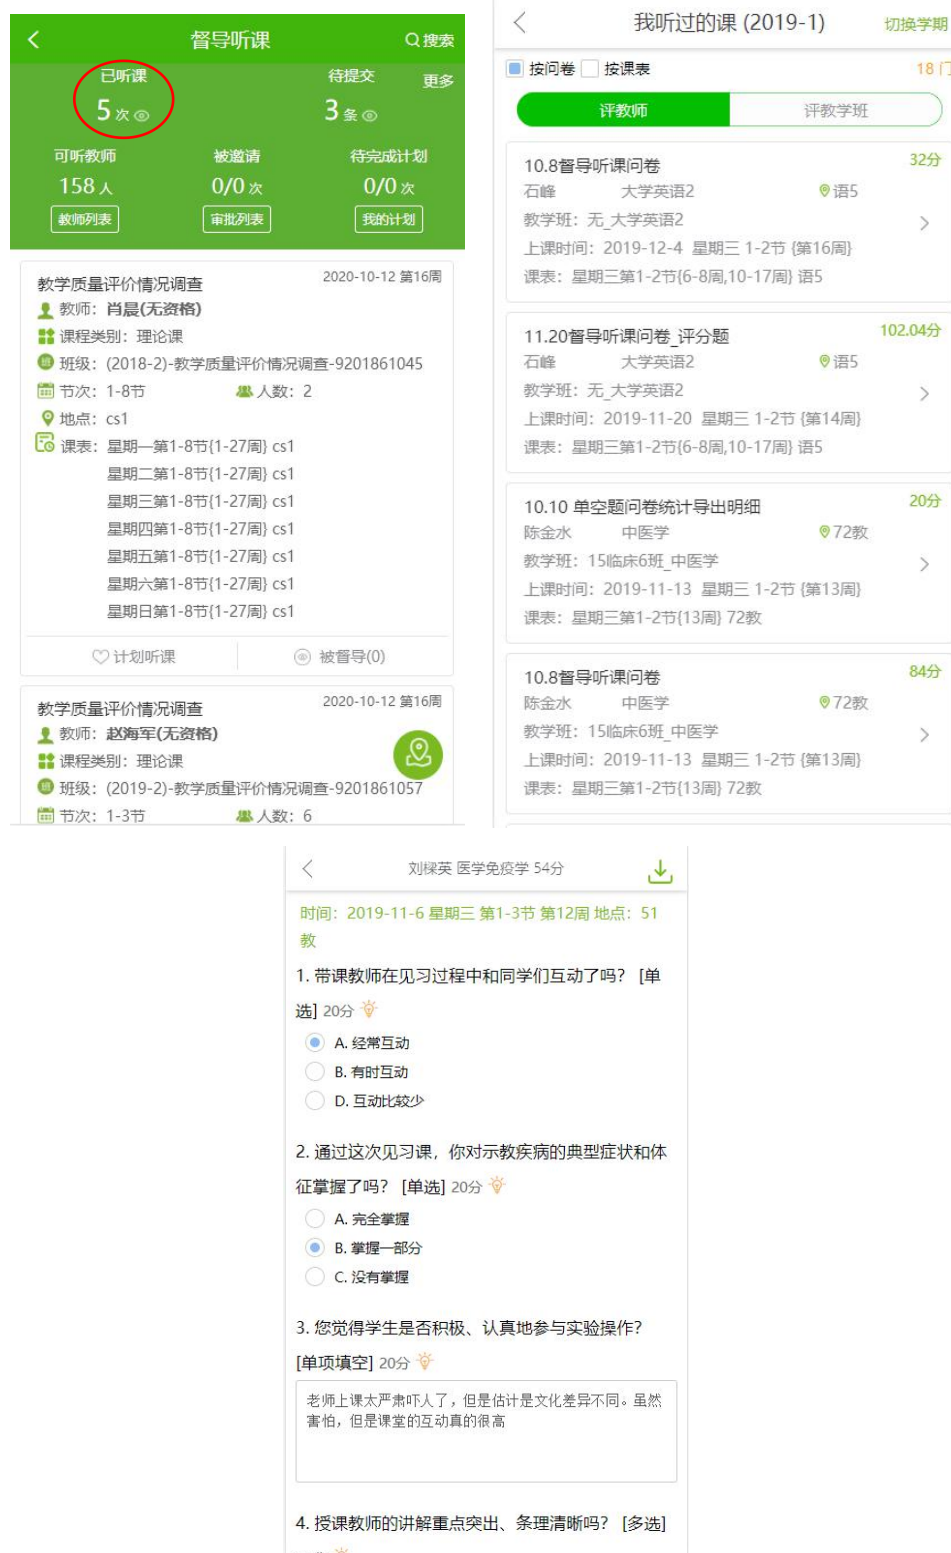 督导听课
搜索
已听课
待提交
更多
5次
3条
可听教师
被邀请
待完成计划
158人
0/0次
0/0次
教师列表
审批列表
我的计划
教学质量评价情况调查
2020-10-12 第16周
教师：肖晨(无资格)
课程类别：理论课
班级：(2018-2)-教学质量评价情况调查-9201861045
节次：1-8节
人数：2
地点：cs1
课表：星期一第1-8节{1-27周} cs1
星期二第1-8节{1-27周} cs1
星期三第1-8节{1-27周} cs1
星期四第1-8节{1-27周} cs1
星期五第1-8节{1-27周} cs1
星期六第1-8节{1-27周} cs1
星期日第1-8节{1-27周} cs1
计划听课
被督导(0)
教学质量评价情况调查
2020-10-12 第16周
教师：赵海军(无资格)
课程类别：理论课
班级：(2019-2)-教学质量评价情况调查-9201861057
节次：1-3节
人数：6
我听过的课 (2019-1)
切换学期
按问卷 按课表
18 门
评教师
评教学班
10.8督导听课问卷
32分
石峰 大学英语2 语5
教学班：无_大学英语2
上课时间：2019-12-4 星期三 1-2节 {第16周}
课表：星期三第1-2节{6-8周,10-17周} 语5
11.20督导听课问卷_评分题
102.04分
石峰 大学英语2 语5
教学班：无_大学英语2
上课时间：2019-11-20 星期三 1-2节 {第14周}
课表：星期三第1-2节{6-8周,10-17周} 语5
10.10 单空题问卷统计导出明细
20分
陈金水 中医学 72教
教学班：15临床6班_中医学
上课时间：2019-11-13 星期三 1-2节 {第13周}
课表：星期三第1-2节{13周} 72教
10.8督导听课问卷
84分
陈金水 中医学 72教
教学班：15临床6班_中医学
上课时间：2019-11-13 星期三 1-2节 {第13周}
课表：星期三第1-2节{13周} 72教
刘樑英 医学免疫学 54分
时间：2019-11-6 星期三 第1-3节 第12周 地点：51
教
1. 带课教师在见习过程中和同学们互动了吗？ [单
选] 20分
A. 经常互动
B. 有时互动
D. 互动比较少
2. 通过这次见习课，你对示教疾病的典型症状和体
征掌握了吗？ [单选] 20分
A. 完全掌握
B. 掌握一部分
C. 没有掌握
3. 您觉得学生是否积极、认真地参与实验操作？
[单项填空] 20分
老师上课太严肃吓人了，但是估计是文化差异不同。虽然
害怕，但是课堂的互动真的很高
4. 授课教师的讲解重点突出、条理清晰吗？ [多选]